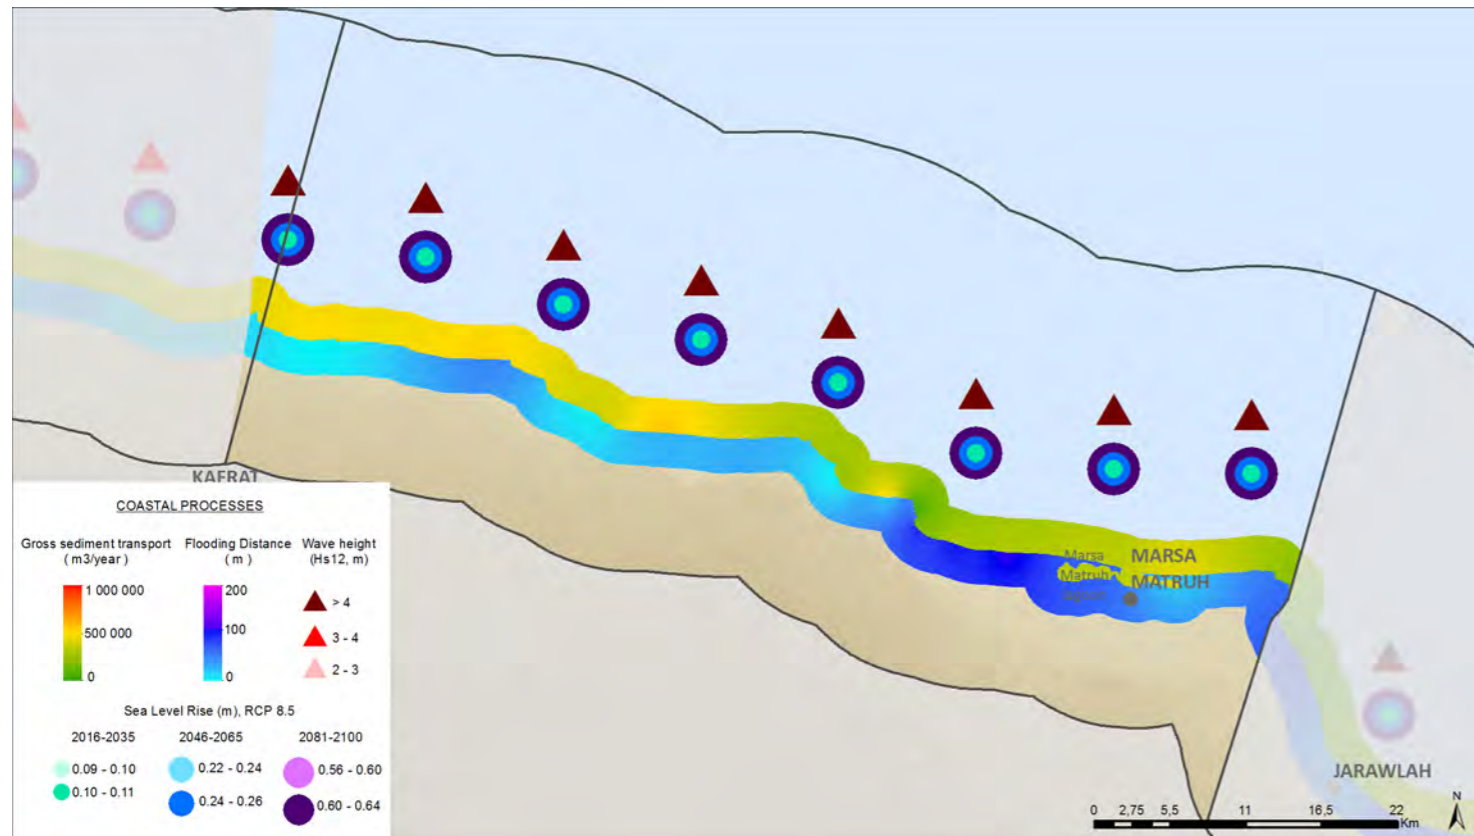 KAFRAT
COASTAL PROCESSES
Gross sediment transport
( m3/year )
1 000 000
500 000
0
Flooding Distance
( m )
200
100
0
Wave height
(Hs12, m)
> 4
3 - 4
2 - 3
Sea Level Rise (m), RCP 8.5
2016-2035
0.09 - 0.10
0.10 - 0.11
2046-2065
0.22 - 0.24
0.24 - 0.26
2081-2100
0.56 - 0.60
0.60 - 0.64
Marsa
Matruh
lagoon
MARSA
MATRUH
JARAWLAH
0 2,75 5,5 11 16,5 22
Km
N